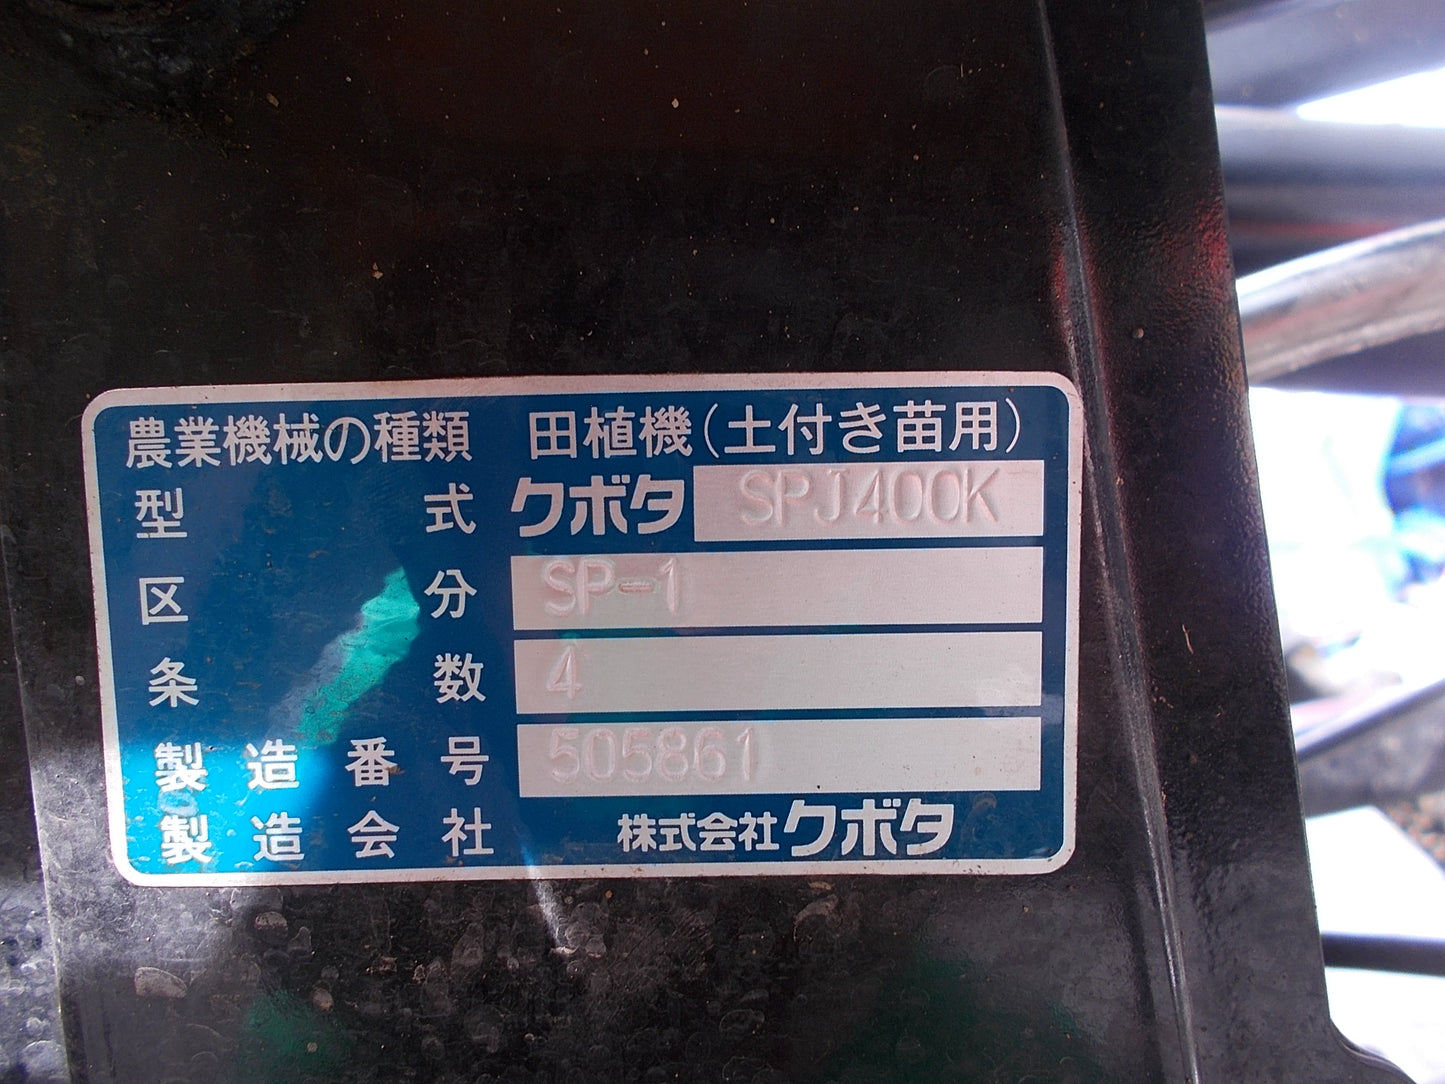 農業機械の種類 田植機(土付き苗用)
型式 クボタ SPJ400K
区分 SP-1
条数 4
製造番号 505861
製造会社 株式会社クボタ